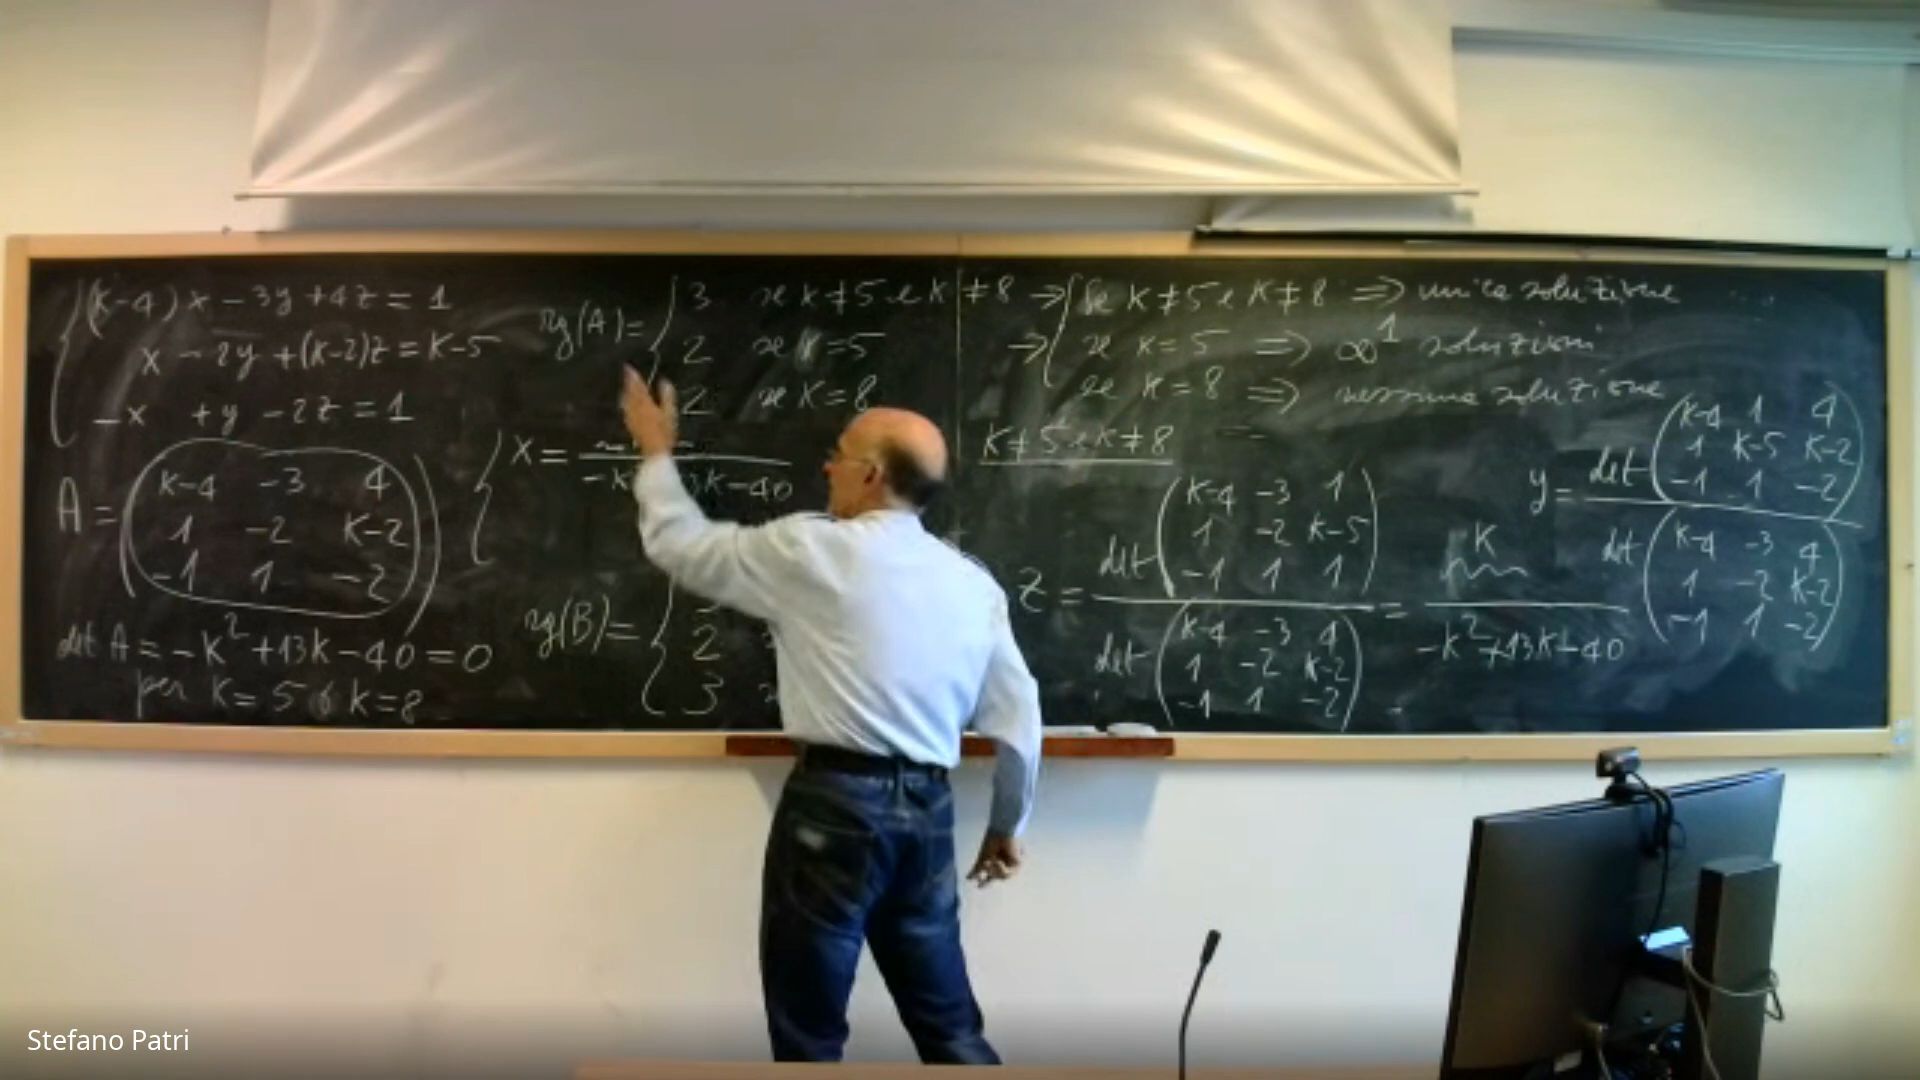 (k-4)x - 3y + 4z = 1
x - 2y + (k-2)z = k-5
-x + y - 2z = 1
A = ( k-4 -3 4
1 -2 k-2
-1 1 -2 )
det A = -k² + 13k - 40 = 0
per k = 5 o k = 8
rg(A) = { 3 se k ≠ 5 e k ≠ 8
2 se k = 5
2 se k = 8
x =
-k 3k-40
rg(B) = {
2
3
→ { se k ≠ 5 e k ≠ 8 ⇒ unica soluzione
→ se k = 5 ⇒ ∞¹ soluzioni
se k = 8 ⇒ nessuna soluzione
k ≠ 5 e k ≠ 8
z = det ( k-4 -3 1
1 -2 k-5
-1 1 1 )
det ( k-4 -3 4
1 -2 k-2
-1 1 -2 )
= k
-k² + 13k - 40
y = det ( k-4 1 4
1 k-5 k-2
-1 1 -2 )
det ( k-4 -3 4
1 -2 k-2
-1 1 -2 )
Stefano Patri